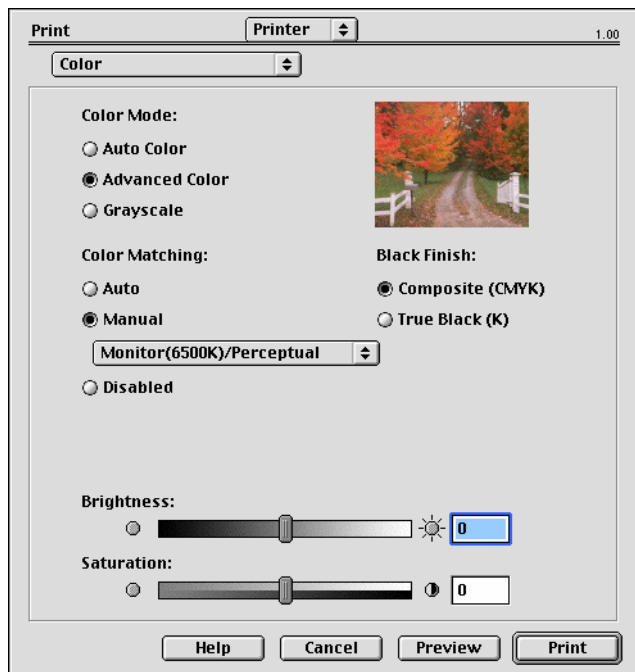 Print Printer 1.00
Color
Color Mode:
Auto Color
Advanced Color
Grayscale
Color Matching:
Auto
Manual
Monitor(6500K)/Perceptual
Disabled
Black Finish:
Composite (CMYK)
True Black (K)
Brightness:
0
Saturation:
0
Help Cancel Preview Print